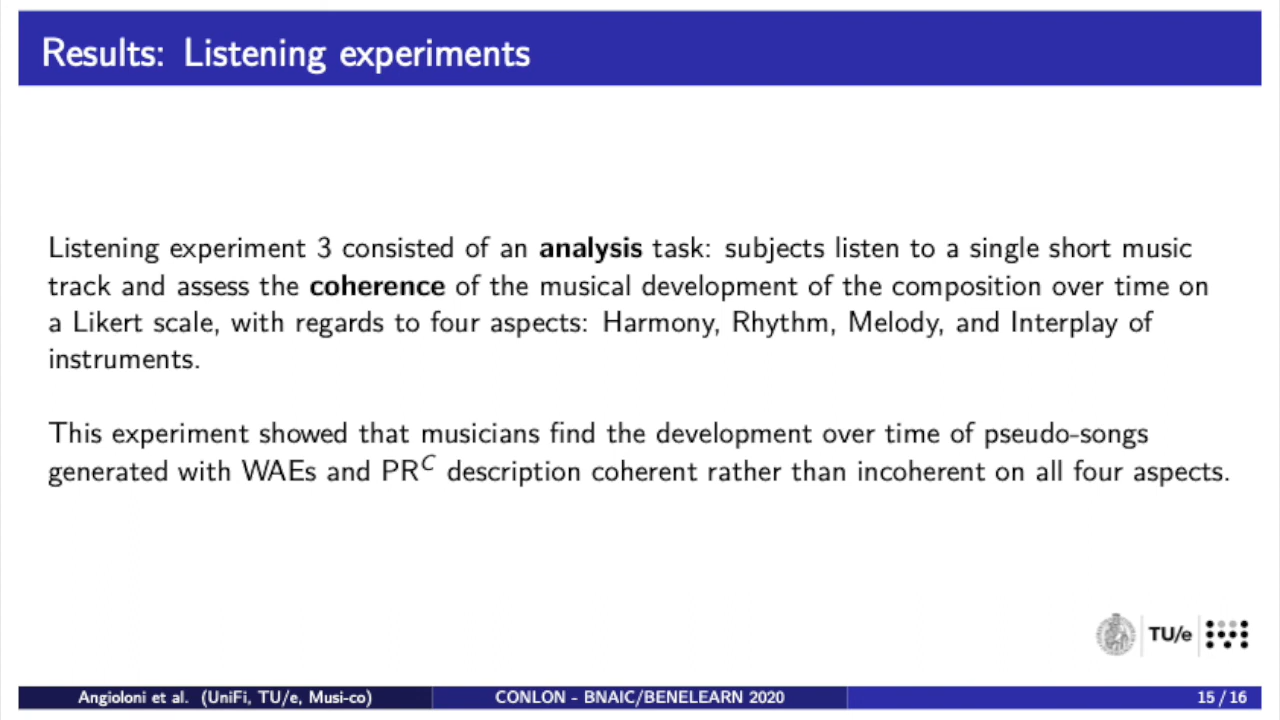 Results: Listening experiments
Listening experiment 3 consisted of an analysis task: subjects listen to a single short music
track and assess the coherence of the musical development of the composition over time on
a Likert scale, with regards to four aspects: Harmony, Rhythm, Melody, and Interplay of
instruments.
This experiment showed that musicians find the development over time of pseudo-songs
generated with WAEs and PR^C description coherent rather than incoherent on all four aspects.
TU/e
Angioloni et al. (UniFi, TU/e, Musi-co)
CONLON - BNAIC/BENELEARN 2020
15 / 16